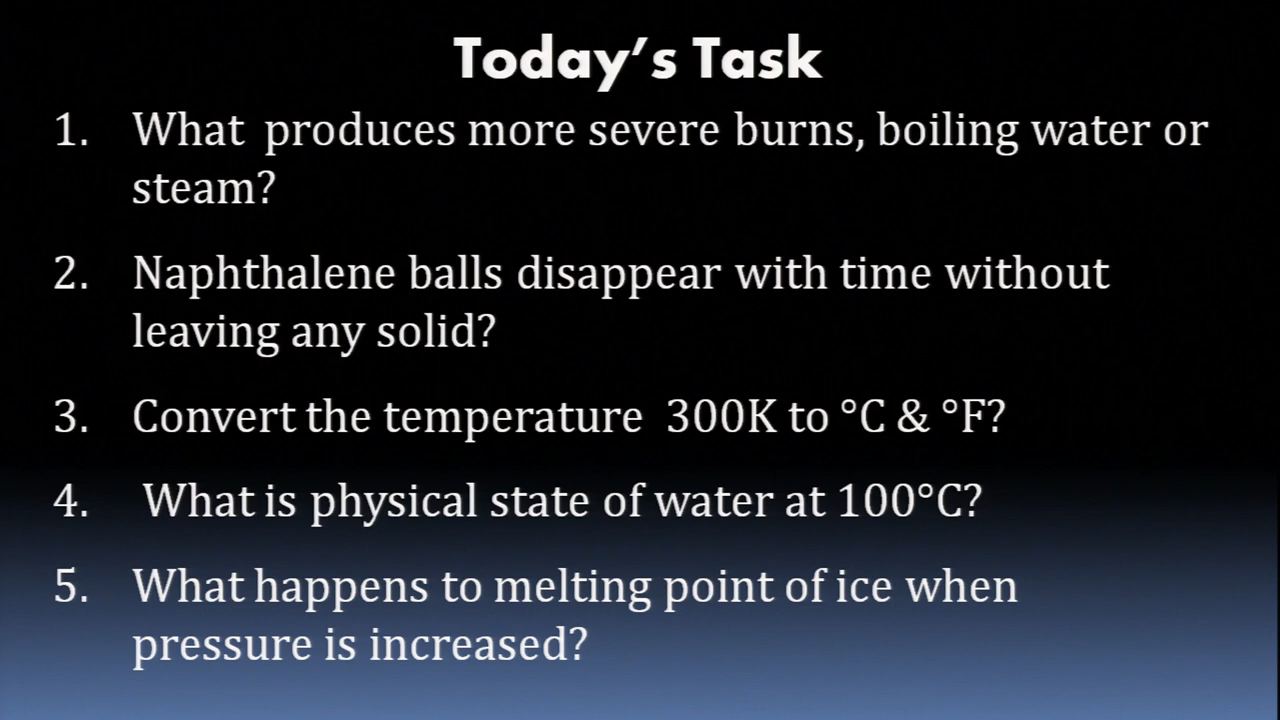 Today's Task
1. What produces more severe burns, boiling water or
steam?
2. Naphthalene balls disappear with time without
leaving any solid?
3. Convert the temperature 300K to °C & °F?
4. What is physical state of water at 100°C?
5. What happens to melting point of ice when
pressure is increased?